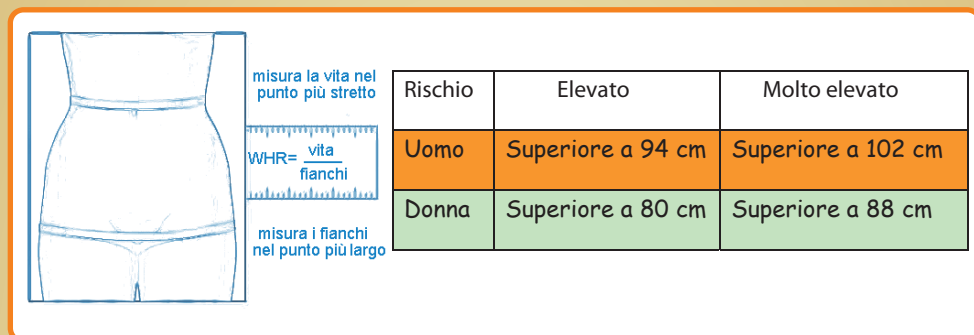 misura la vita nel
punto più stretto
WHR= vita
fianchi
misura i fianchi
nel punto più largo
Rischio Elevato Molto elevato
Uomo Superiore a 94 cm Superiore a 102 cm
Donna Superiore a 80 cm Superiore a 88 cm